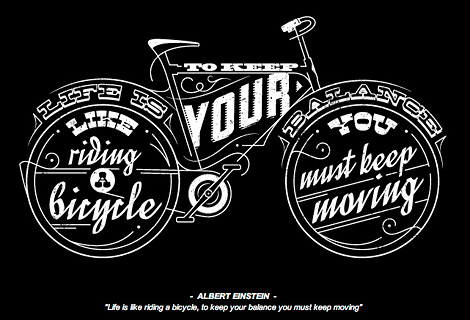 LIFE IS
LIKE
riding
A
bicycle
TO KEEP
YOUR
BALANCE
YOU
must keep
moving
- ALBERT EINSTEIN -
"Life is like riding a bicycle, to keep your balance you must keep moving"